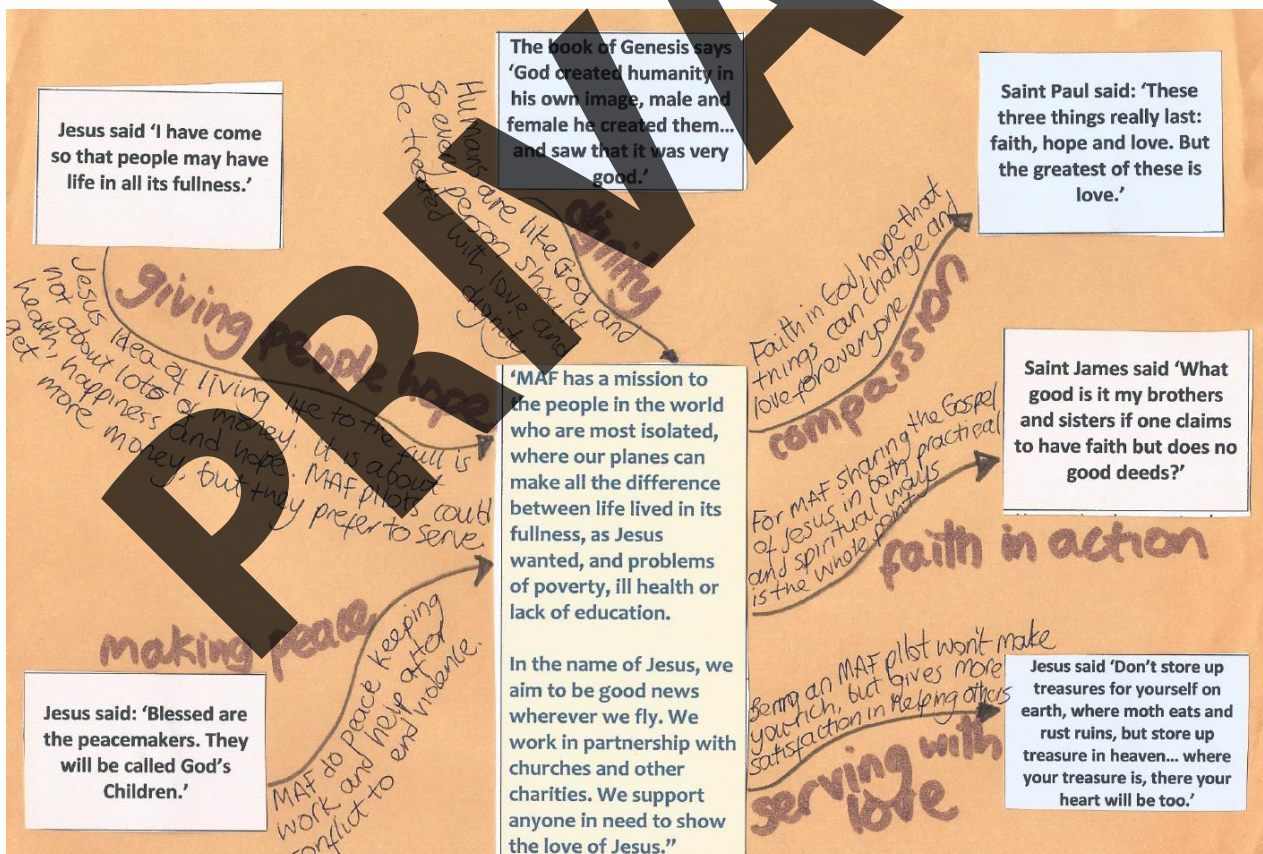 Jesus said ‘I have come
so that people may have
life in all its fullness.’
The book of Genesis says
‘God created humanity in
his own image, male and
female he created them...
and saw that it was very
good.’
Saint Paul said: ‘These
three things really last:
faith, hope and love. But
the greatest of these is
love.’
Humans are like God, and
so every person should
be treated with love and
dignity
dignity
giving people hope
Jesus idea of living life to the full is
not about lots of money. It is about
health, happiness and hope. MAF pilots could
get more money, but they prefer to serve.
Faith in God, hope that
things can change and
love for everyone
compassion
Saint James said ‘What
good is it my brothers
and sisters if one claims
to have faith but does no
good deeds?’
For MAF sharing the Gospel
of Jesus in both practical
and spiritual ways
is the whole point
faith in action
‘MAF has a mission to
the people in the world
who are most isolated,
where our planes can
make all the difference
between life lived in its
fullness, as Jesus
wanted, and problems
of poverty, ill health or
lack of education.
In the name of Jesus, we
aim to be good news
wherever we fly. We
work in partnership with
churches and other
charities. We support
anyone in need to show
the love of Jesus.”
making peace
Jesus said: ‘Blessed are
the peacemakers. They
will be called God’s
Children.’
MAF do peace keeping
work and help after
conflict to end violence.
Being an MAF pilot won't make
you rich, but gives more
satisfaction in helping others
serving with
love
Jesus said ‘Don’t store up
treasures for yourself on
earth, where moth eats and
rust ruins, but store up
treasure in heaven... where
your treasure is, there your
heart will be too.’
PRIVA